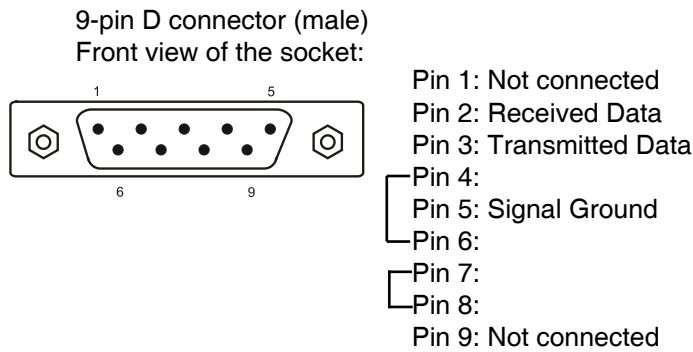 9-pin D connector (male)
Front view of the socket:
1 5
6 9
Pin 1: Not connected
Pin 2: Received Data
Pin 3: Transmitted Data
Pin 4:
Pin 5: Signal Ground
Pin 6:
Pin 7:
Pin 8:
Pin 9: Not connected